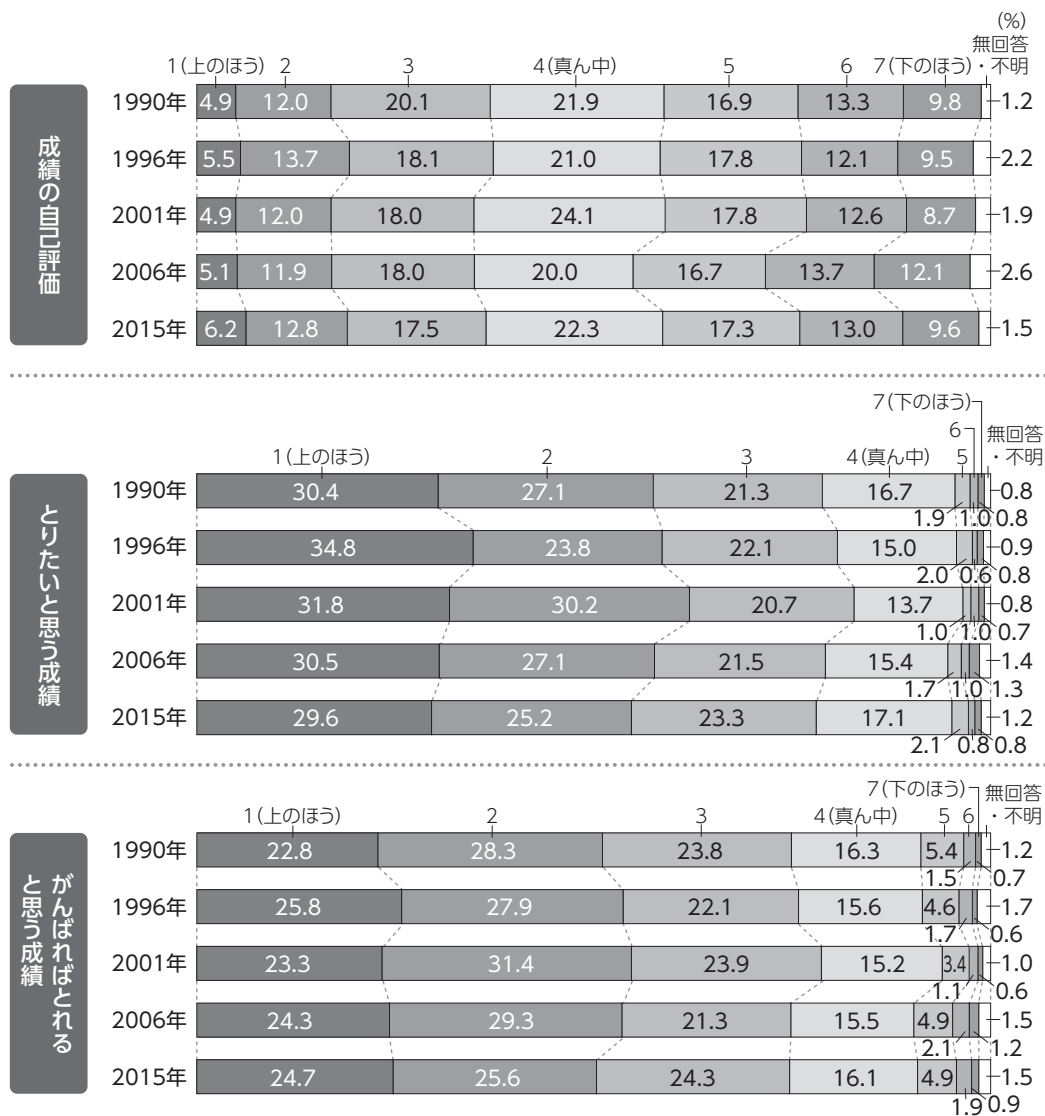 (%)
無回答
・不明
1(上のほう) 2 3 4(真ん中) 5 6 7(下のほう)
成績の自己評価
1990年 4.9 12.0 20.1 21.9 16.9 13.3 9.8 1.2
1996年 5.5 13.7 18.1 21.0 17.8 12.1 9.5 2.2
2001年 4.9 12.0 18.0 24.1 17.8 12.6 8.7 1.9
2006年 5.1 11.9 18.0 20.0 16.7 13.7 12.1 2.6
2015年 6.2 12.8 17.5 22.3 17.3 13.0 9.6 1.5
7(下のほう)
6 無回答
1(上のほう) 2 3 4(真ん中) 5 ・不明
とりたいと思う成績
1990年 30.4 27.1 21.3 16.7 0.8
1.9 1.0 0.8
1996年 34.8 23.8 22.1 15.0 0.9
2.0 0.6 0.8
2001年 31.8 30.2 20.7 13.7 0.8
1.0 1.0 0.7
2006年 30.5 27.1 21.5 15.4 1.4
1.7 1.0 1.3
2015年 29.6 25.2 23.3 17.1 1.2
2.1 0.8 0.8
7(下のほう) 無回答
1(上のほう) 2 3 4(真ん中) 5 6 ・不明
がんばればとれる
と思う成績
1990年 22.8 28.3 23.8 16.3 5.4 1.2
1.5 0.7
1996年 25.8 27.9 22.1 15.6 4.6 1.7
1.7 0.6
2001年 23.3 31.4 23.9 15.2 3.4 1.0
1.1 0.6
2006年 24.3 29.3 21.3 15.5 4.9 1.5
2.1 1.2
2015年 24.7 25.6 24.3 16.1 4.9 1.5
1.9 0.9